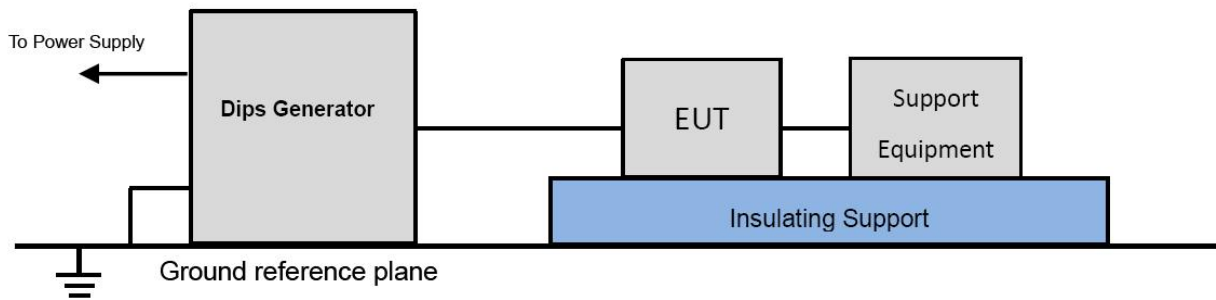 To Power Supply
Dips Generator
EUT
Support
Equipment
Insulating Support
Ground reference plane